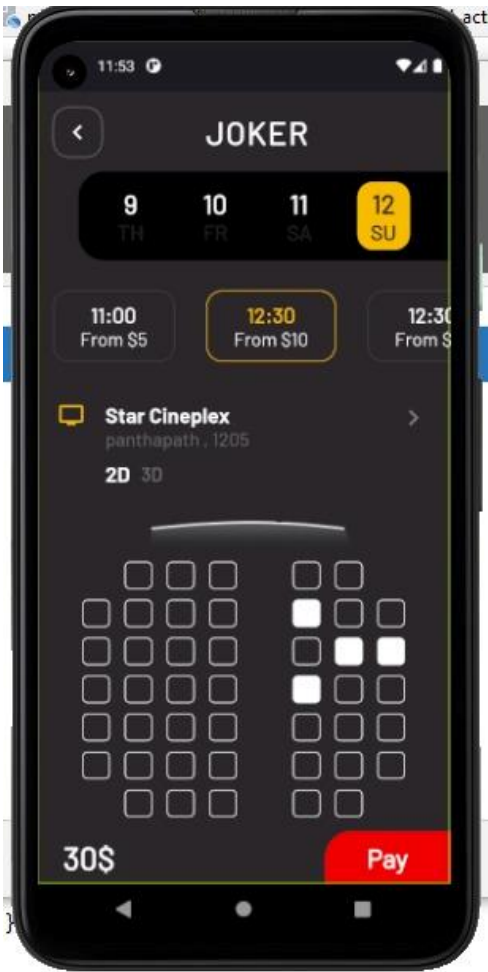 act
11:53
JOKER
9 10 11 12
TH FR SA SU
11:00 12:30 12:30
From $5 From $10 From $
Star Cineplex
panthapath , 1205
2D 3D
30$ Pay
}